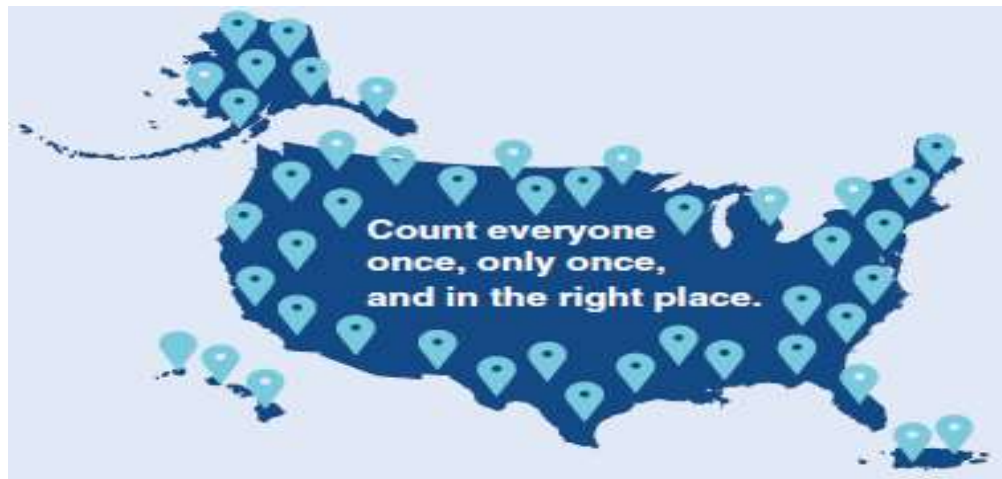 Count everyone
once, only once,
and in the right place.